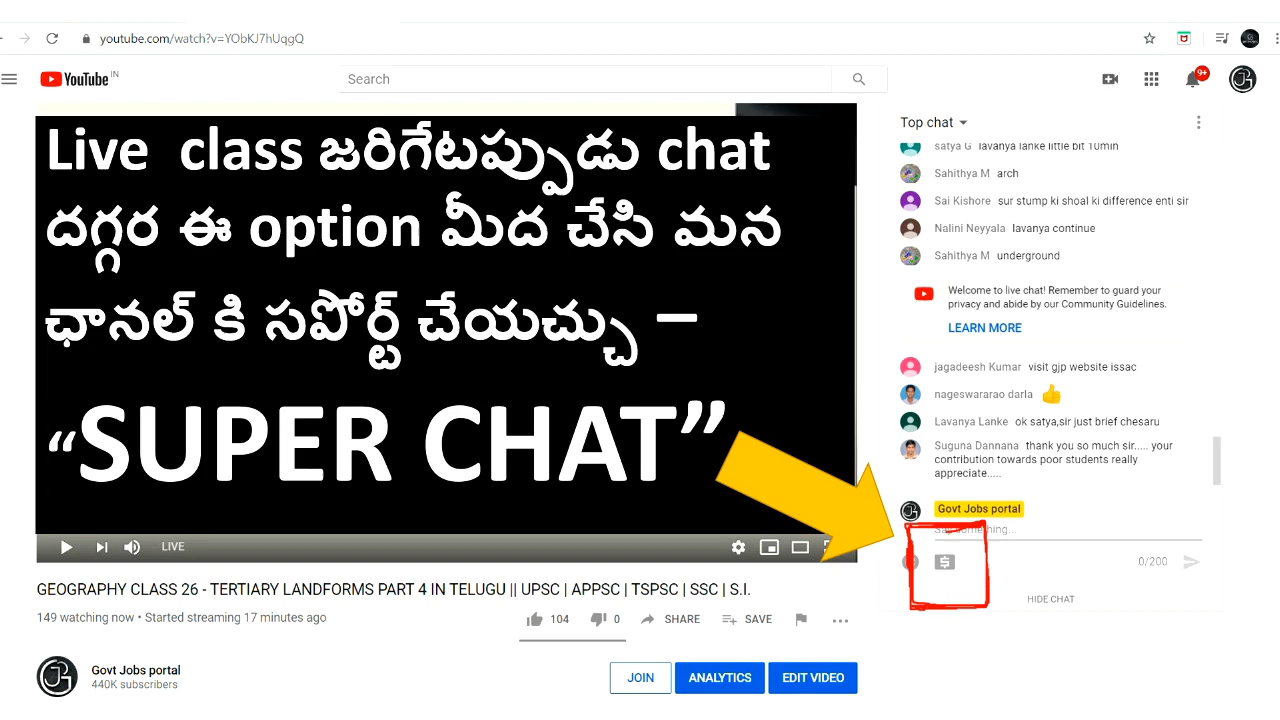 youtube.com/watch?v=YObKJ7hUqgQ
YouTube IN
Search
9+
Live class జరిగేటప్పుడు chat
దగ్గర ఈ option మీద చేసి మన
ఛానల్ కి సపోర్ట్ చేయచ్చు –
“SUPER CHAT”
LIVE
GEOGRAPHY CLASS 26 - TERTIARY LANDFORMS PART 4 IN TELUGU || UPSC | APPSC | TSPSC | SSC | S.I.
149 watching now • Started streaming 17 minutes ago
104
0
SHARE
SAVE
Govt Jobs portal
440K subscribers
JOIN
ANALYTICS
EDIT VIDEO
Top chat
satya G lavanya lanke little bit 10min
Sahithya M arch
Sai Kishore sur stump ki shoal ki difference enti sir
Nalini Neyyala lavanya continue
Sahithya M underground
Welcome to live chat! Remember to guard your
privacy and abide by our Community Guidelines.
LEARN MORE
jagadeesh Kumar visit gjp website issac
nageswararao darla 👍
Lavanya Lanke ok satya,sir just brief chesaru
Suguna Dannana thank you so much sir..... your
contribution towards poor students really
appreciate.....
Govt Jobs portal
Say something...
0/200
HIDE CHAT